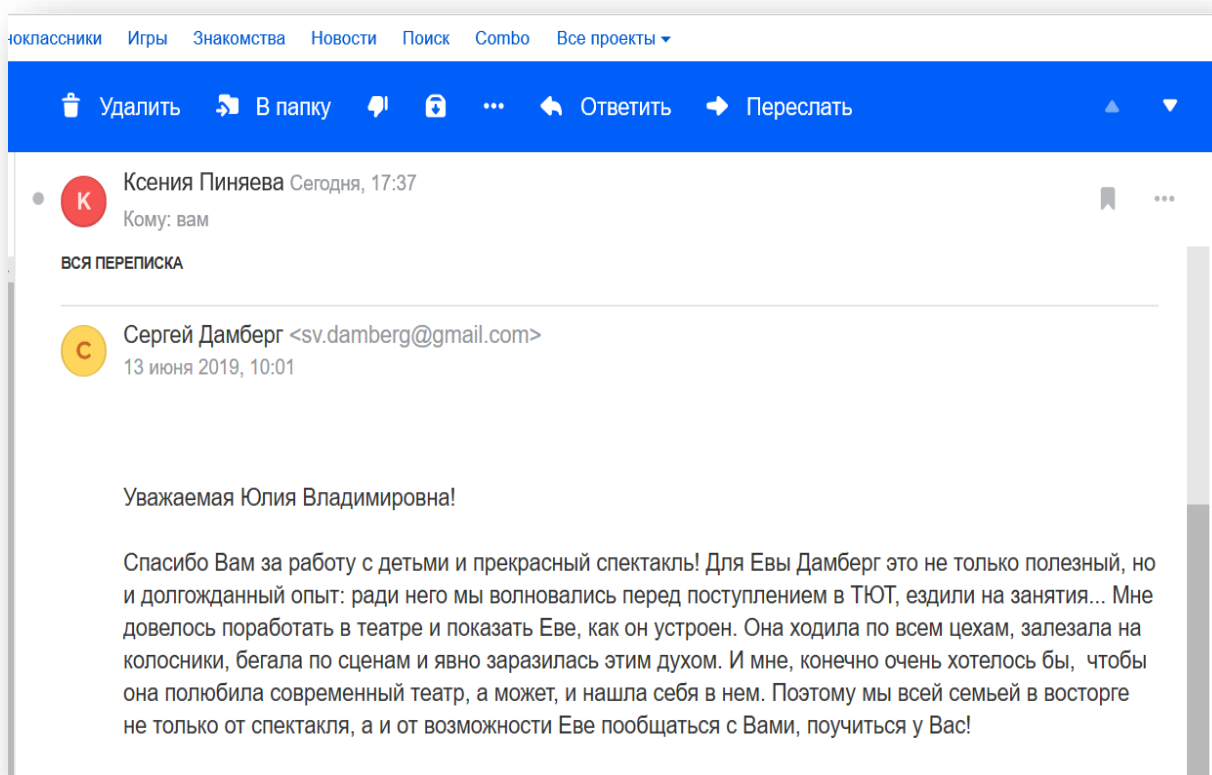 ноклассники Игры Знакомства Новости Поиск Combo Все проекты
Удалить В папку Ответить Переслать
К
Ксения Пиняева Сегодня, 17:37
Кому: вам
ВСЯ ПЕРЕПИСКА
С
Сергей Дамберг <sv.damberg@gmail.com>
13 июня 2019, 10:01
Уважаемая Юлия Владимировна!
Спасибо Вам за работу с детьми и прекрасный спектакль! Для Евы Дамберг это не только полезный, но
и долгожданный опыт: ради него мы волновались перед поступлением в ТЮТ, ездили на занятия... Мне
довелось поработать в театре и показать Еве, как он устроен. Она ходила по всем цехам, залезала на
колосники, бегала по сценам и явно заразилась этим духом. И мне, конечно очень хотелось бы, чтобы
она полюбила современный театр, а может, и нашла себя в нем. Поэтому мы всей семьей в восторге
не только от спектакля, а и от возможности Еве пообщаться с Вами, поучиться у Вас!